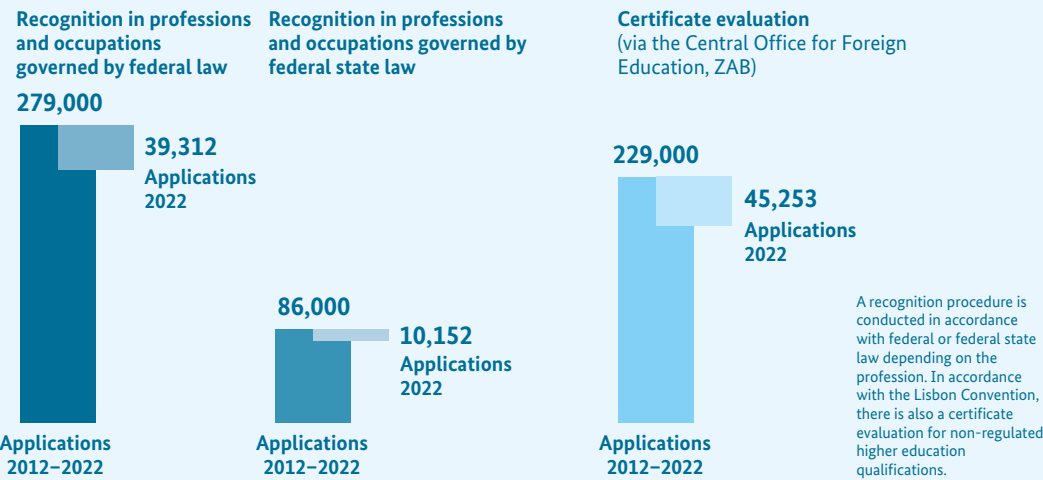 Recognition in professions
and occupations
governed by federal law
279,000
39,312
Applications
2022
Applications
2012–2022
Recognition in professions
and occupations governed by
federal state law
86,000
10,152
Applications
2022
Applications
2012–2022
Certificate evaluation
(via the Central Office for Foreign
Education, ZAB)
229,000
45,253
Applications
2022
Applications
2012–2022
A recognition procedure is
conducted in accordance
with federal or federal state
law depending on the
profession. In accordance
with the Lisbon Convention,
there is also a certificate
evaluation for non-regulated
higher education
qualifications.